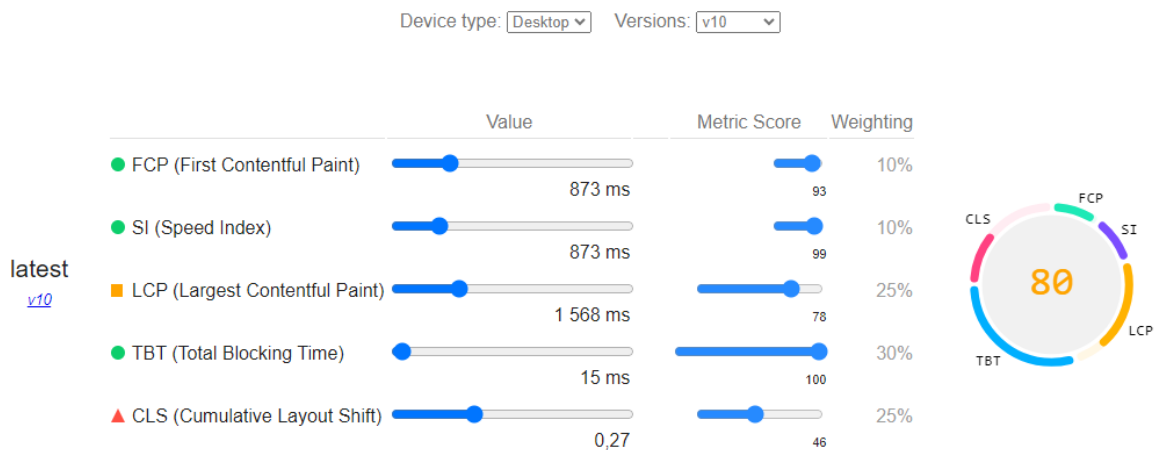 Device type: Desktop Versions: v10
Value Metric Score Weighting
FCP (First Contentful Paint) 10%
873 ms 93
SI (Speed Index) 10%
873 ms 99
latest
v10
LCP (Largest Contentful Paint) 25%
1 568 ms 78
TBT (Total Blocking Time) 30%
15 ms 100
CLS (Cumulative Layout Shift) 25%
0,27 46
FCP
CLS
SI
80
LCP
TBT